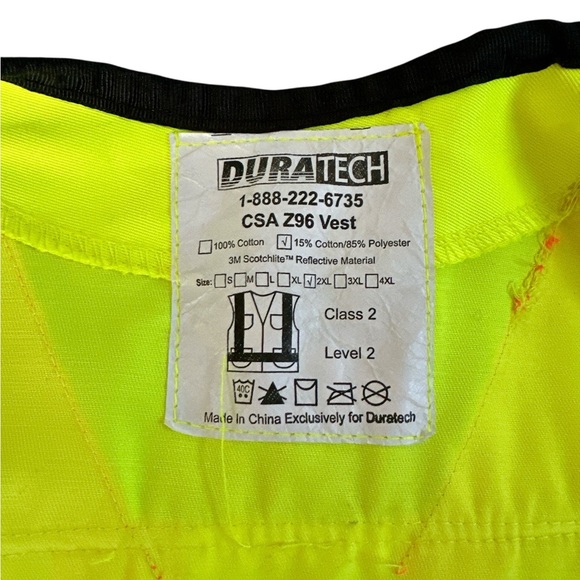 DURATECH
1-888-222-6735
CSA Z96 Vest
☐ 100% Cotton ☑ 15% Cotton/85% Polyester
3M Scotchlite™ Reflective Material
Size: ☐ S ☐ M ☐ L ☐ XL ☑ 2XL ☐ 3XL ☐ 4XL
Class 2
Level 2
40C
Made In China Exclusively for Duratech